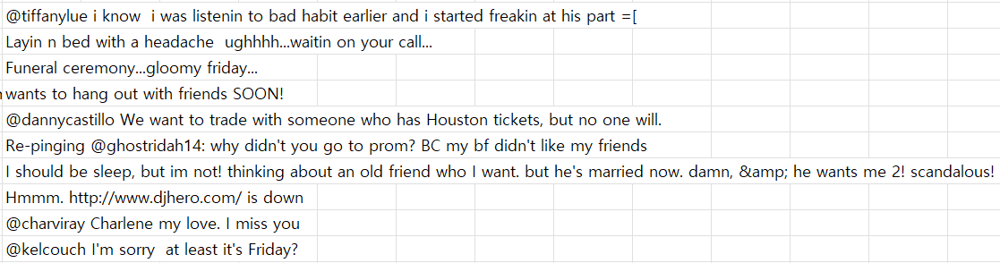 @tiffanylue i know  i was listenin to bad habit earlier and i started freakin at his part =[
Layin n bed with a headache  ughhhh...waitin on your call...
Funeral ceremony...gloomy friday...
wants to hang out with friends SOON!
@dannycastillo We want to trade with someone who has Houston tickets, but no one will.
Re-pinging @ghostridah14: why didn't you go to prom? BC my bf didn't like my friends
I should be sleep, but im not! thinking about an old friend who I want. but he's married now. damn, &amp; he wants me 2! scandalous!
Hmmm. http://www.djhero.com/ is down
@charviray Charlene my love. I miss you
@kelcouch I'm sorry  at least it's Friday?